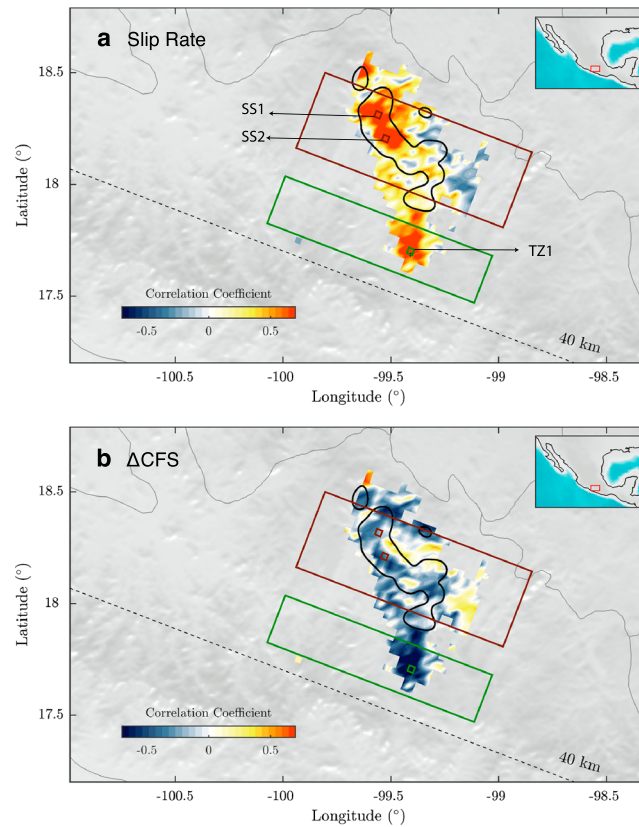 a Slip Rate
18.5
SS1
SS2
18
Latitude (°)
TZ1
17.5
Correlation Coefficient
-0.5
0
0.5
40 km
-100.5
-100
-99.5
-99
-98.5
Longitude (°)
b ΔCFS
18.5
18
Latitude (°)
17.5
Correlation Coefficient
-0.5
0
0.5
40 km
-100.5
-100
-99.5
-99
-98.5
Longitude (°)